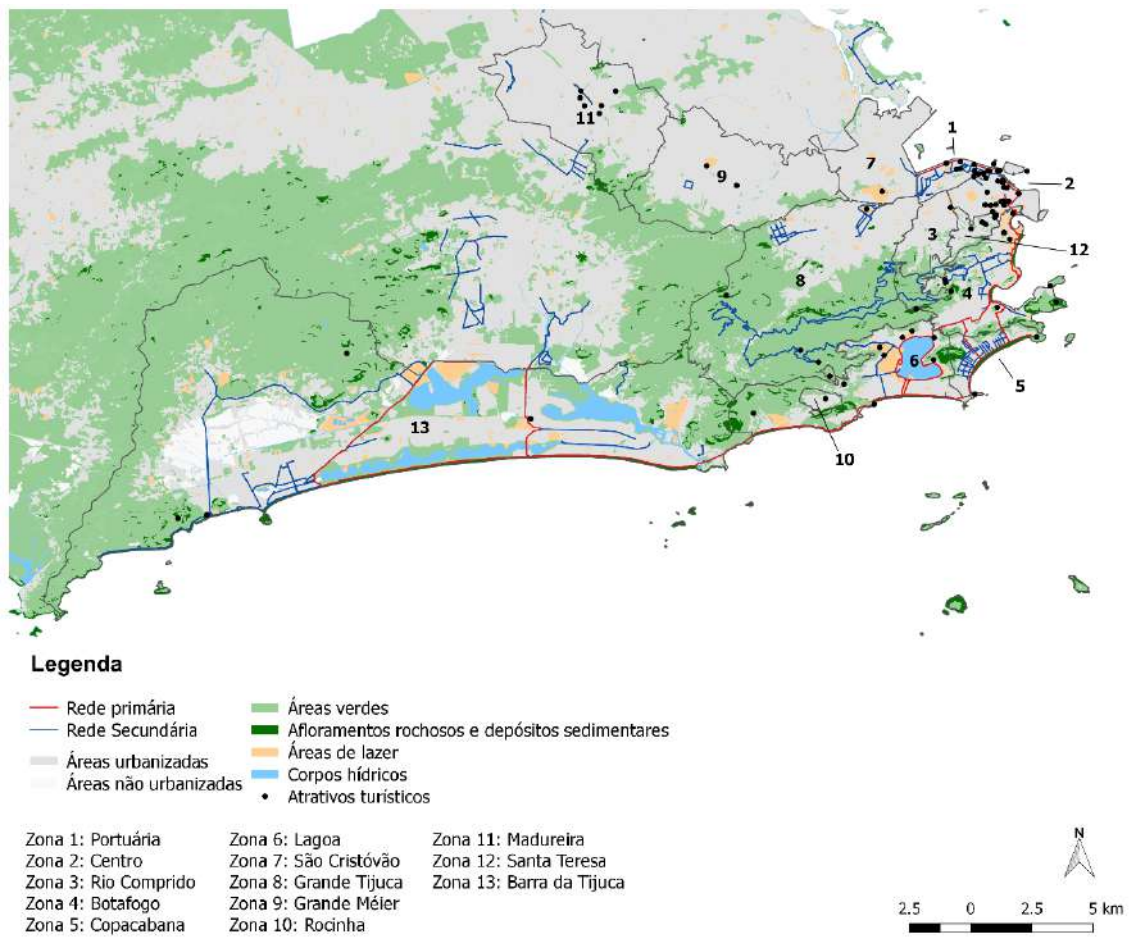 1
11
7
9
2
3
12
8
4
6
5
13
10
Legenda
Rede primária
Rede Secundária
Áreas urbanizadas
Áreas não urbanizadas
Áreas verdes
Afloramentos rochosos e depósitos sedimentares
Áreas de lazer
Corpos hídricos
Atrativos turísticos
Zona 1: Portuária
Zona 2: Centro
Zona 3: Rio Comprido
Zona 4: Botafogo
Zona 5: Copacabana
Zona 6: Lagoa
Zona 7: São Cristóvão
Zona 8: Grande Tijuca
Zona 9: Grande Méier
Zona 10: Rocinha
Zona 11: Madureira
Zona 12: Santa Teresa
Zona 13: Barra da Tijuca
N
2.5 0 2.5 5 km